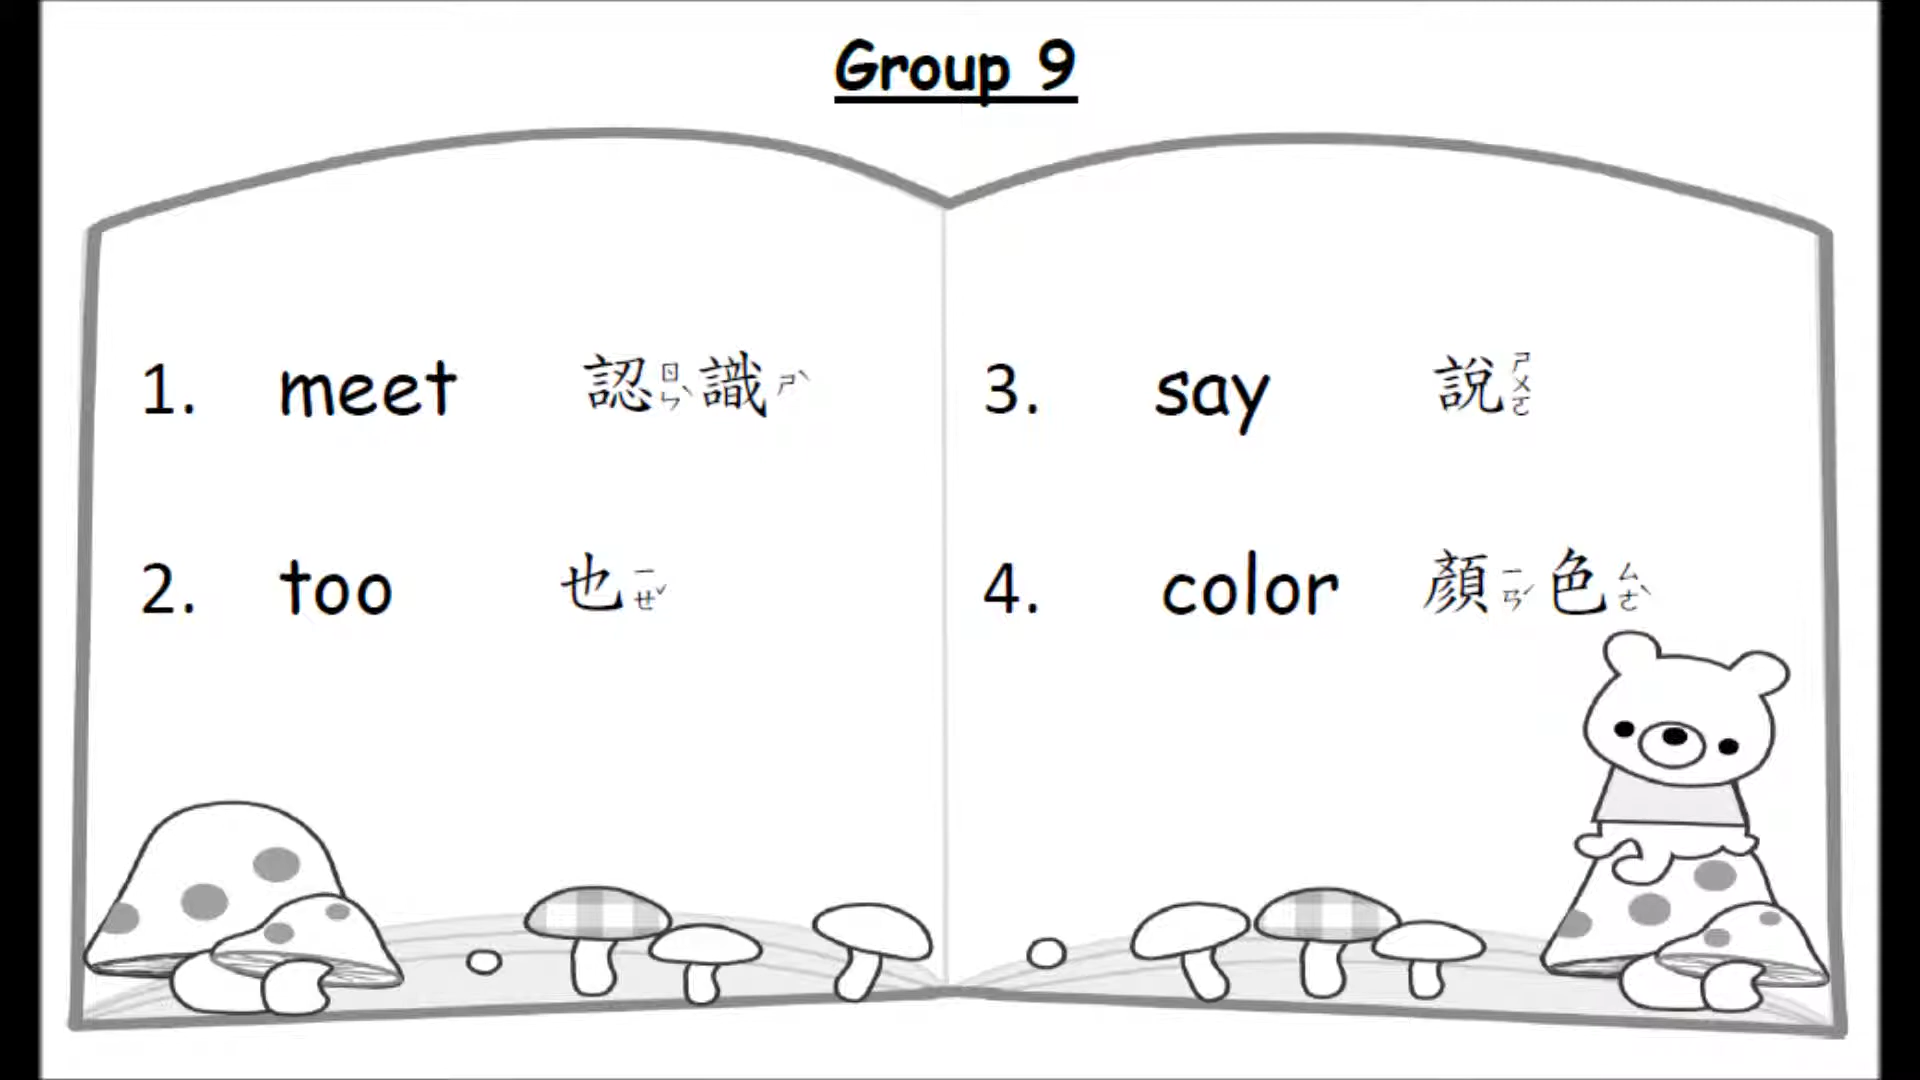 Group 9
1. meet 認ㄖㄣˋ識ㄕˋ
2. too 也ㄧㄝˇ
3. say 說ㄕㄨㄛ
4. color 顏ㄧㄢˊ色ㄙㄜˋ